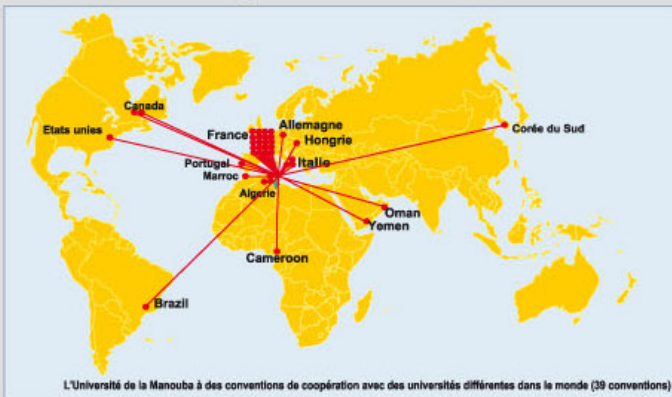 Canada
Etats unies
France
Allemagne
Hongrie
Corée du Sud
Portugal
Italie
Marroc
Algerie
Oman
Yemen
Cameroon
Brazil
L'Université de la Manouba à des conventions de coopération avec des universités différentes dans le monde (39 conventions)